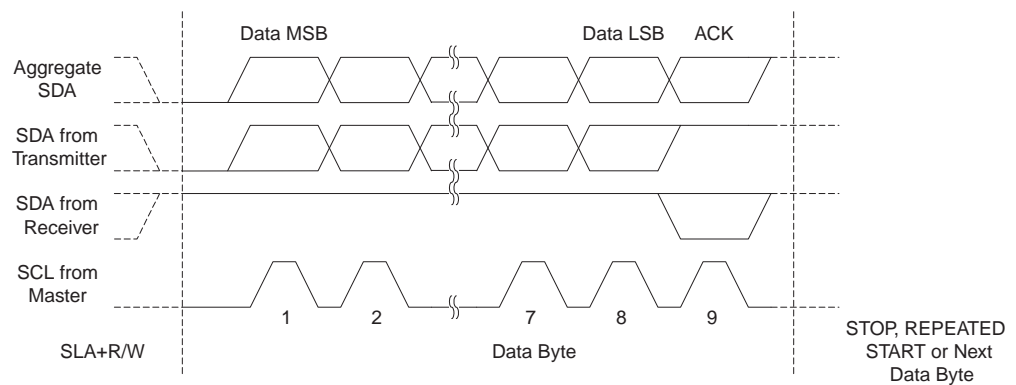 Data MSB
Data LSB
ACK
Aggregate
SDA
SDA from
Transmitter
SDA from
Receiver
SCL from
Master
1
2
7
8
9
SLA+R/W
Data Byte
STOP, REPEATED
START or Next
Data Byte